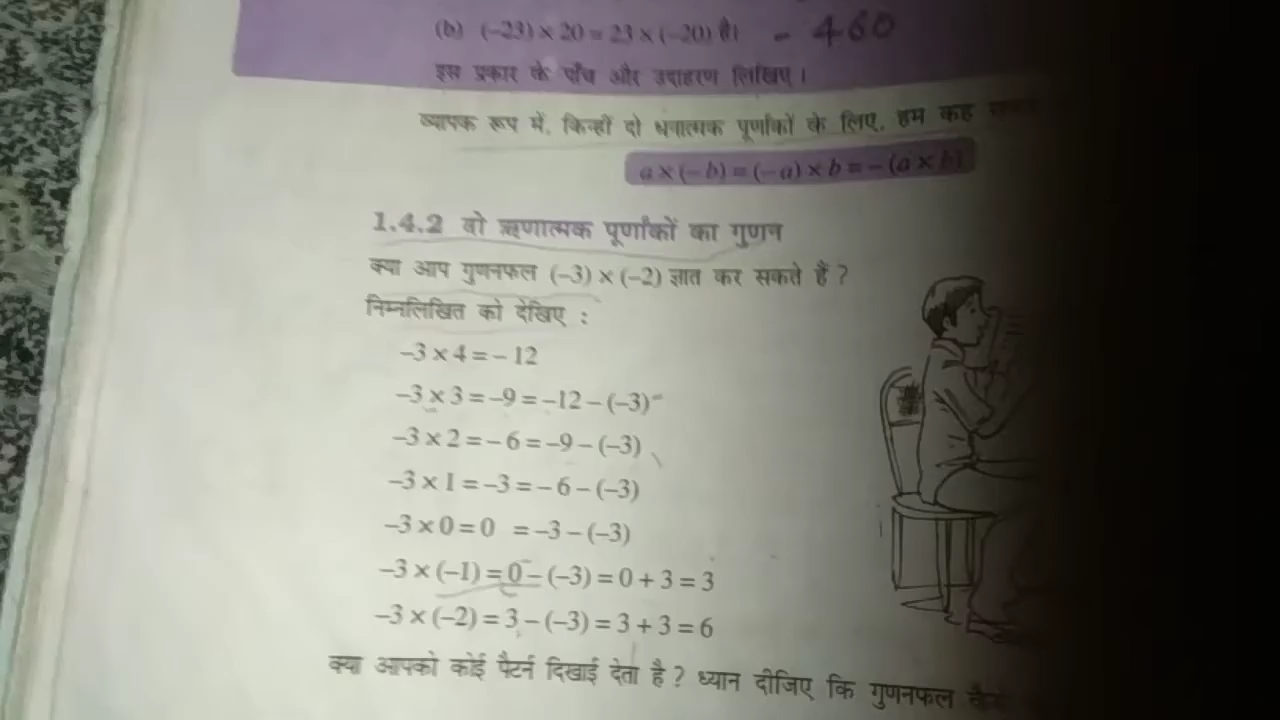 (b) (–23) × 20 = 23 × (–20) है। - 460
इस प्रकार के पाँच और उदाहरण लिखिए।
व्यापक रूप में, किन्हीं दो धनात्मक पूर्णांकों के लिए, हम कह
a × (– b) = (– a) × b = – (a × b)
1.4.2 दो ऋणात्मक पूर्णांकों का गुणन
क्या आप गुणनफल (–3) × (–2) ज्ञात कर सकते हैं ?
निम्नलिखित को देखिए :
–3 × 4 = – 12
–3 × 3 = –9 = –12 – (–3)
–3 × 2 = – 6 = –9 – (–3)
–3 × 1 = –3 = – 6 – (–3)
–3 × 0 = 0 = –3 – (–3)
–3 × (–1) = 0 – (–3) = 0 + 3 = 3
–3 × (–2) = 3 – (–3) = 3 + 3 = 6
क्या आपको कोई पैटर्न दिखाई देता है ? ध्यान दीजिए कि गुणनफल